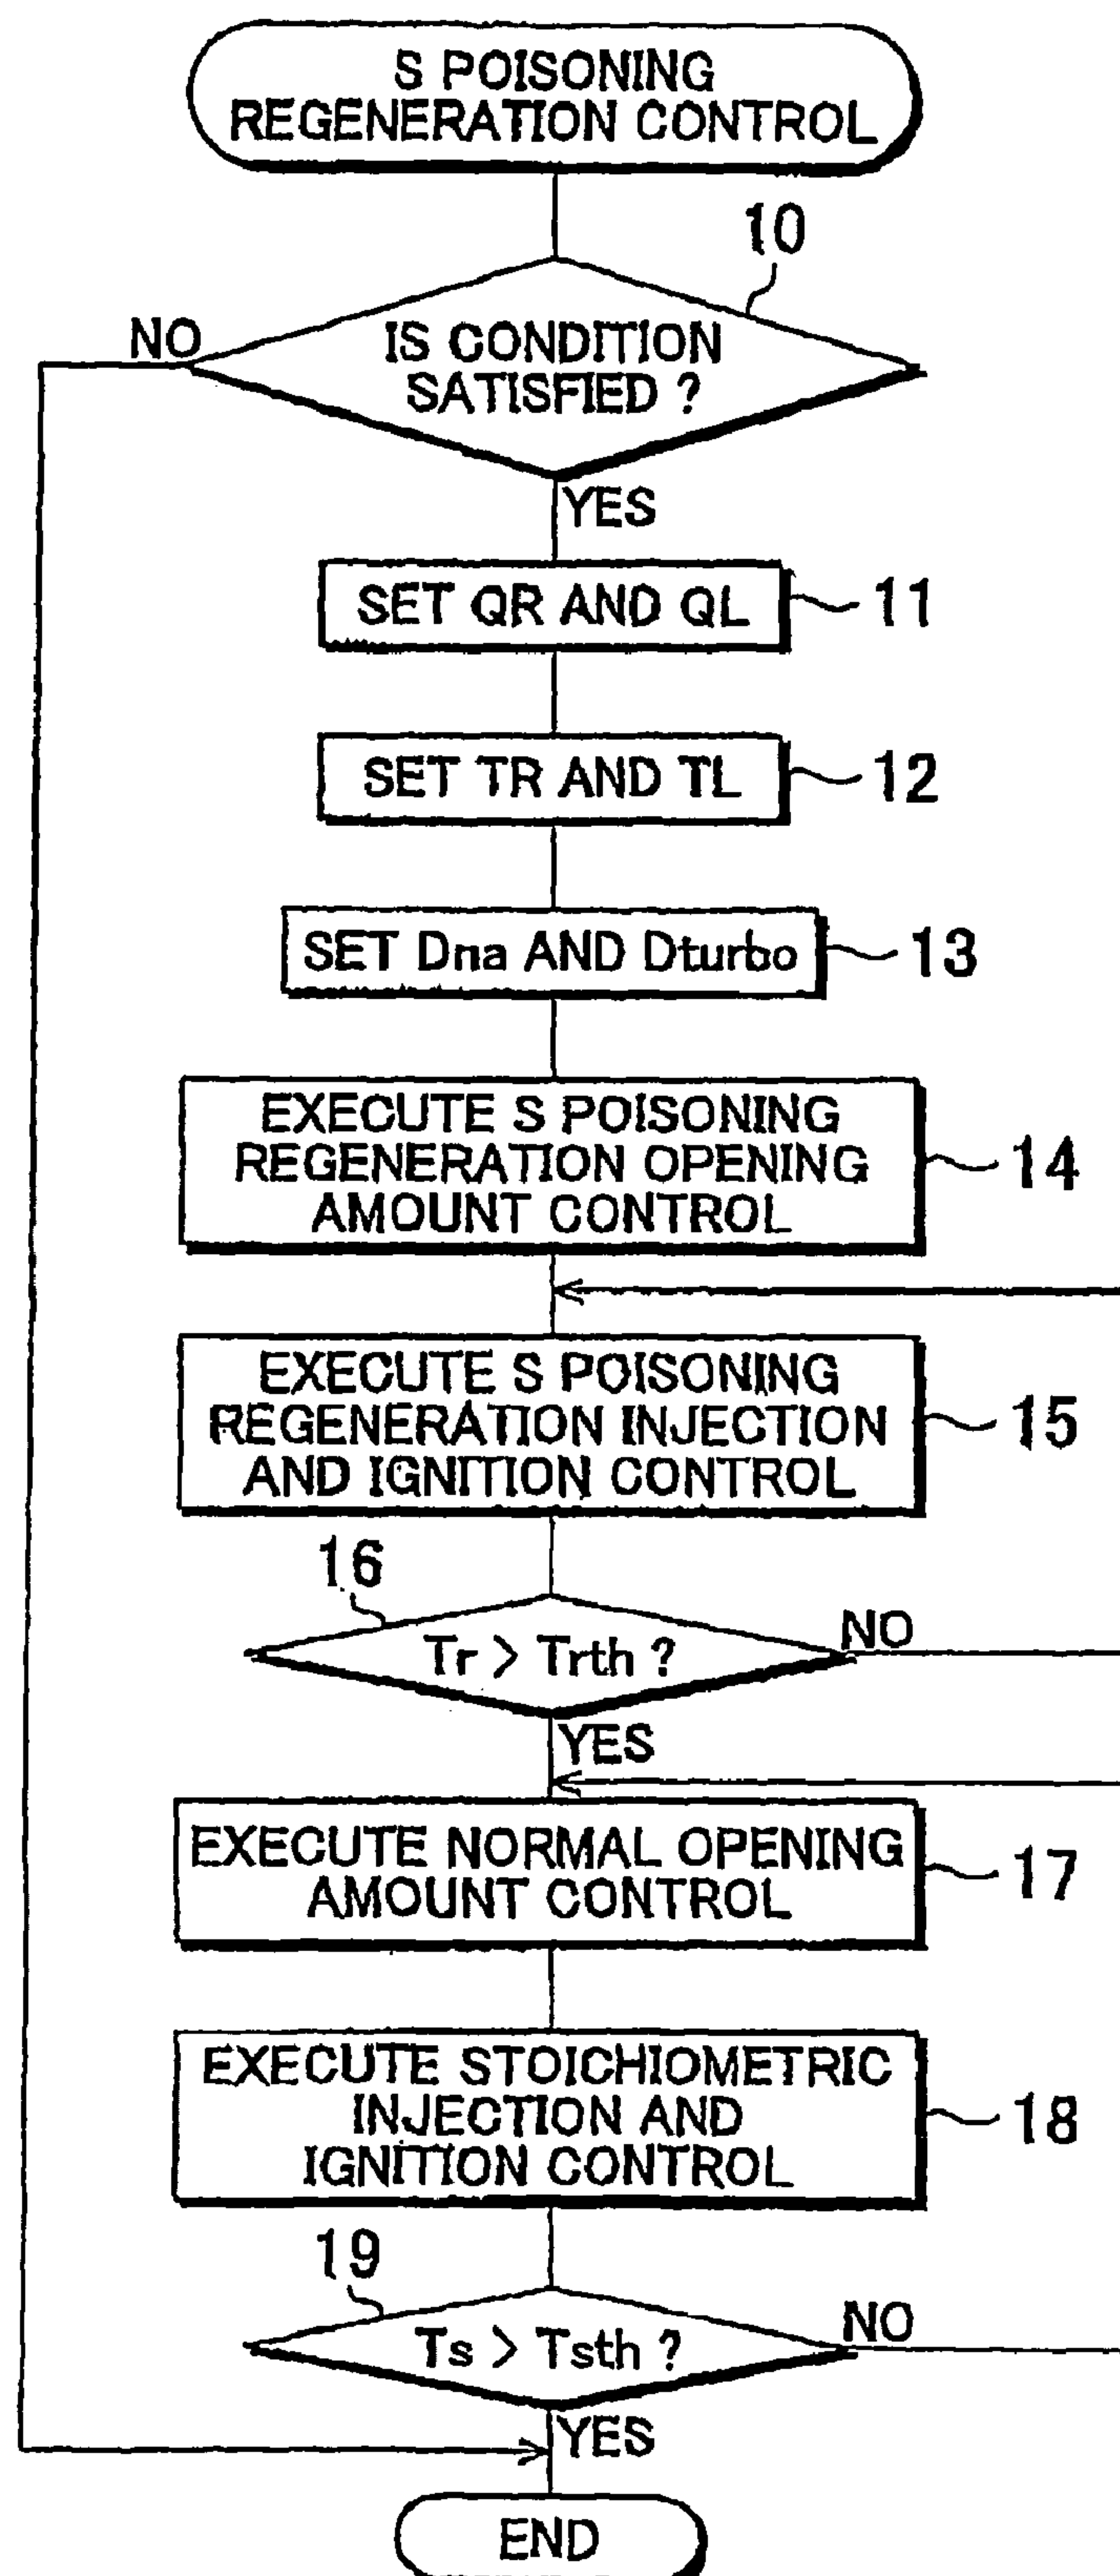 S POISONING
REGENERATION CONTROL
10
NO
IS CONDITION
SATISFIED ?
YES
SET QR AND QL
11
SET TR AND TL
12
SET Dna AND Dturbo
13
EXECUTE S POISONING
REGENERATION OPENING
AMOUNT CONTROL
14
EXECUTE S POISONING
REGENERATION INJECTION
AND IGNITION CONTROL
15
16
Tr > Trth ?
NO
YES
EXECUTE NORMAL OPENING
AMOUNT CONTROL
17
EXECUTE STOICHIOMETRIC
INJECTION AND
IGNITION CONTROL
18
19
Ts > Tsth ?
NO
YES
END